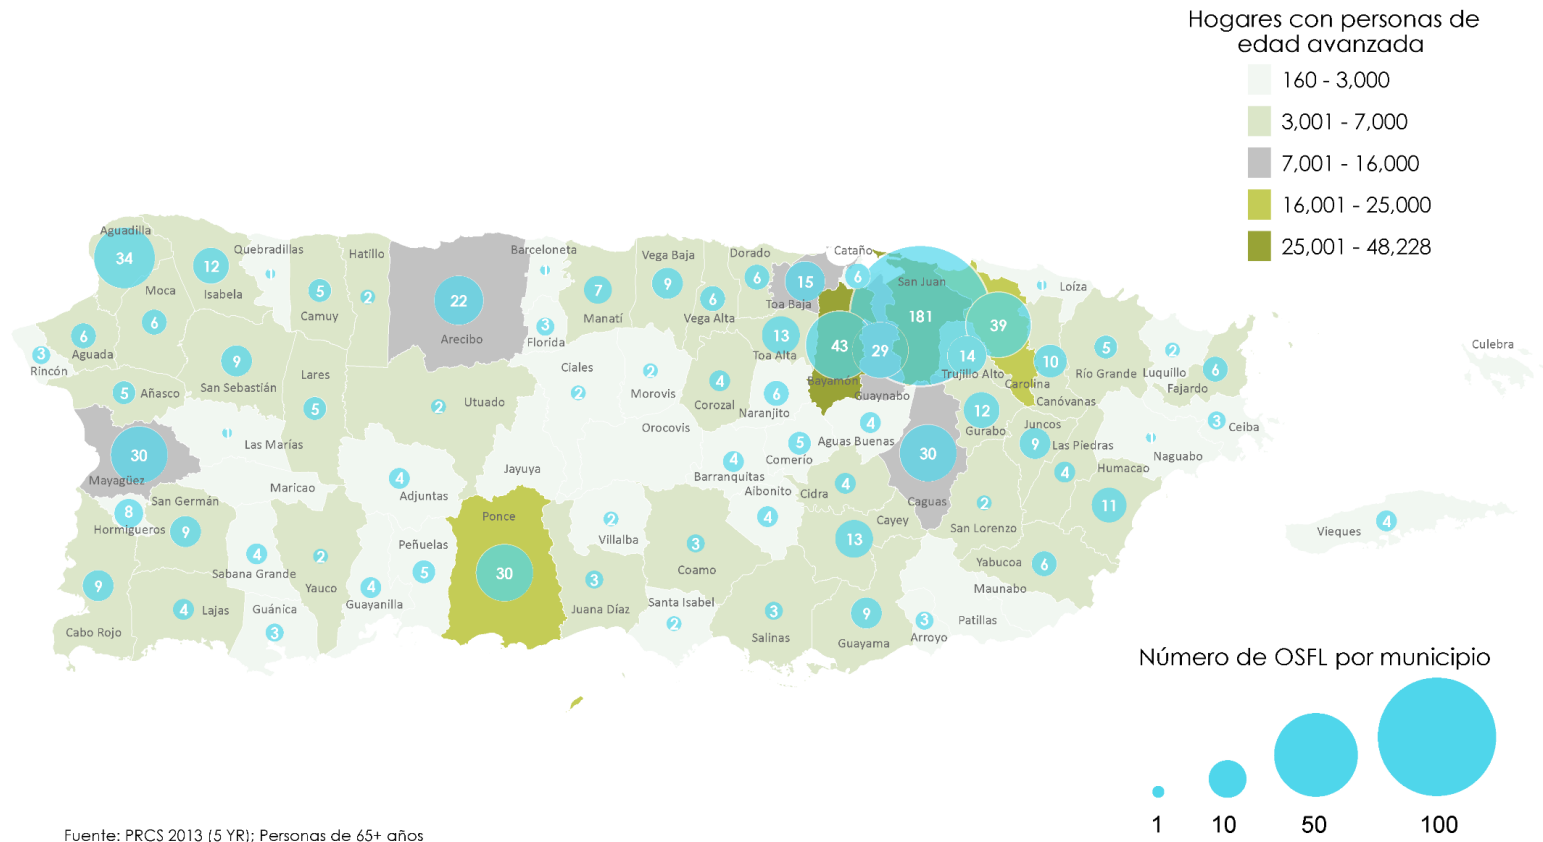 Hogares con personas de
edad avanzada
160 - 3,000
3,001 - 7,000
7,001 - 16,000
16,001 - 25,000
25,001 - 48,228
Aguadilla
34
Moca
6
12
Isabela
Quebradillas
1
5
Camuy
Hatillo
2
22
Arecibo
Barceloneta
1
3
Florida
7
Manatí
Vega Baja
9
6
Vega Alta
Dorado
6
15
Toa Baja
Cataño
6
San Juan
181
39
Carolina
Loíza
1
6
Aguada
3
Rincón
9
San Sebastián
Lares
5
5
Añasco
2
Utuado
Ciales
2
2
Morovis
Orocovis
4
Corozal
13
Toa Alta
6
Naranjito
43
Bayamón
29
Guaynabo
14
Trujillo Alto
10
Canóvanas
5
Río Grande
2
Luquillo
6
Fajardo
Culebra
30
Mayagüez
1
Las Marías
Maricao
4
Adjuntas
Jayuya
4
Barranquitas
5
Comerío
4
Aguas Buenas
30
Caguas
12
Gurabo
Juncos
9
Las Piedras
4
Humacao
11
1
Naguabo
3
Ceiba
8
Hormigueros
San Germán
9
4
Sabana Grande
2
Yauco
4
Guayanilla
Peñuelas
5
Ponce
30
2
Villalba
3
Juana Díaz
3
Coamo
Aibonito
4
Cidra
4
Cayey
13
2
San Lorenzo
Yabucoa
6
Maunabo
Vieques
4
9
Cabo Rojo
4
Lajas
Guánica
3
Santa Isabel
2
3
Salinas
9
Guayama
3
Arroyo
Patillas
Número de OSFL por municipio
1
10
50
100
Fuente: PRCS 2013 (5 YR); Personas de 65+ años